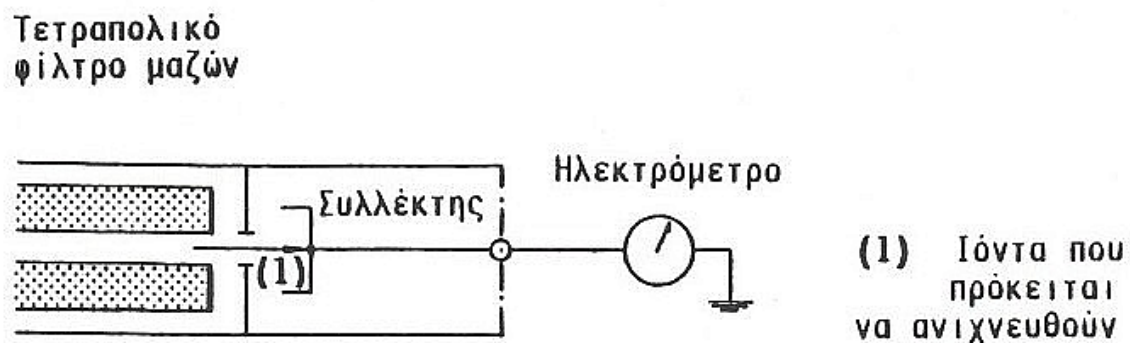 Τετραπολικό
φίλτρο μαζών
Ηλεκτρόμετρο
Συλλέκτης
(1)
(1) Ιόντα που
πρόκειται
να ανιχνευθούν